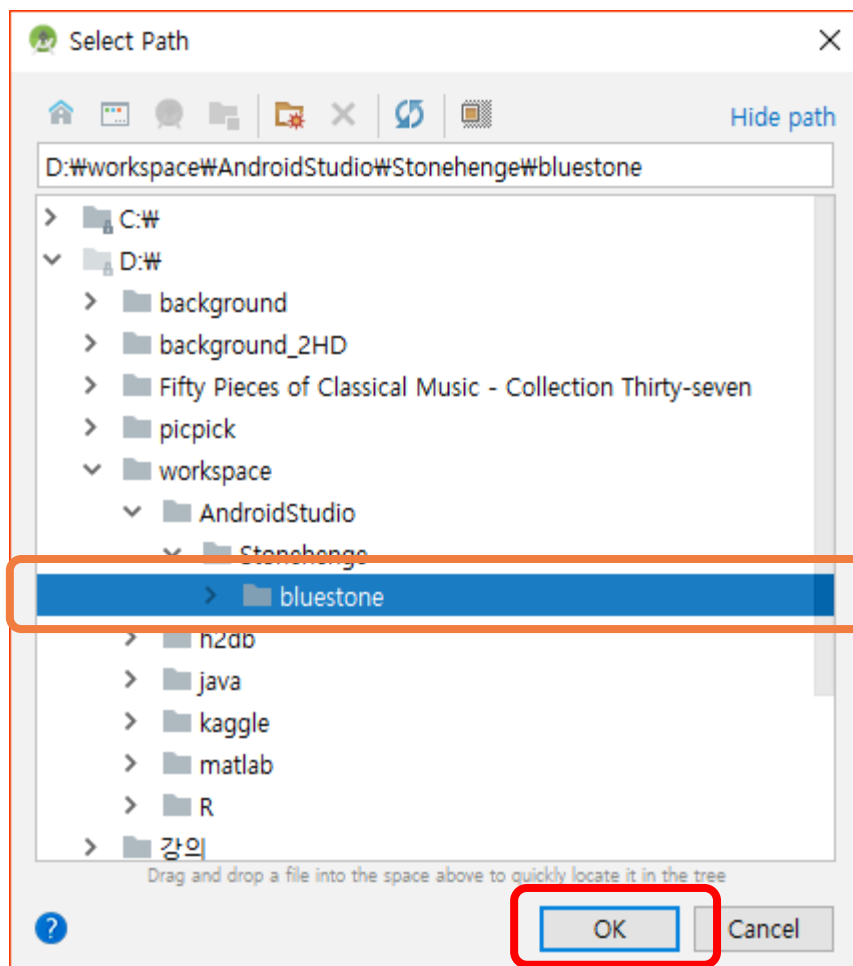 Select Path
Hide path
D:₩workspace₩AndroidStudio₩Stonehenge₩bluestone
C:₩
D:₩
background
background_2HD
Fifty Pieces of Classical Music - Collection Thirty-seven
picpick
workspace
AndroidStudio
Stonehenge
bluestone
h2db
java
kaggle
matlab
R
강의
Drag and drop a file into the space above to quickly locate it in the tree
? OK Cancel